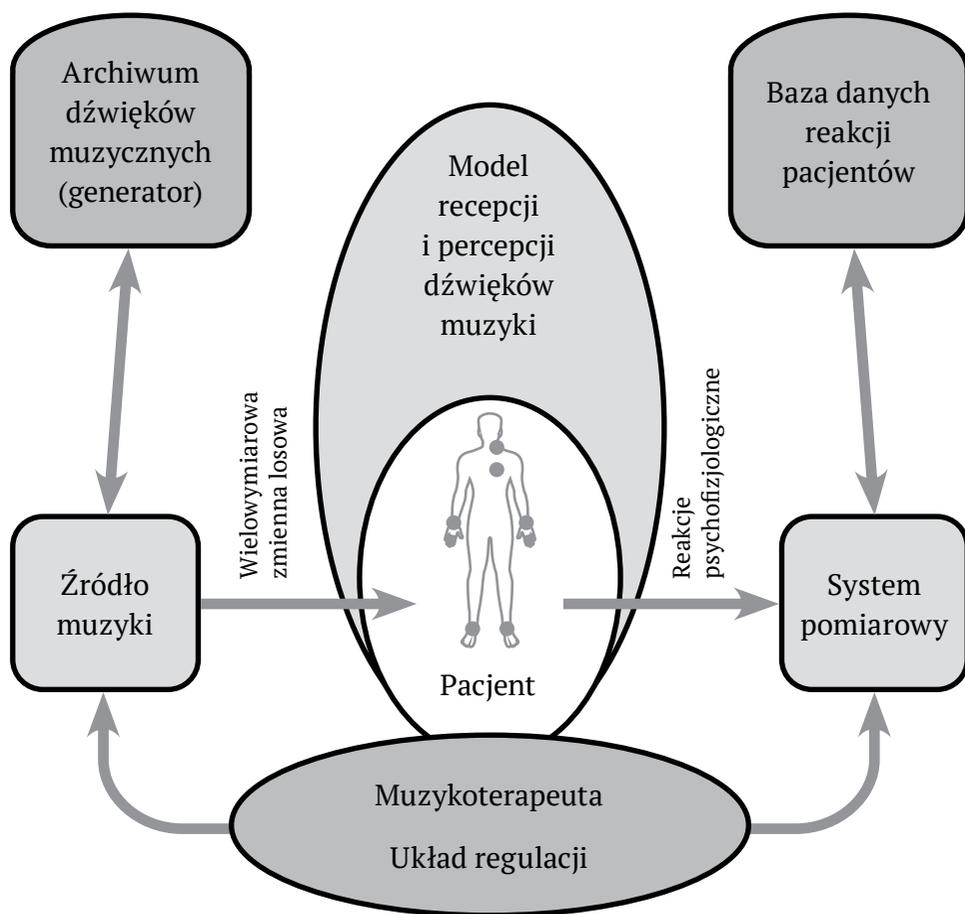 Archiwum
dźwięków
muzycznych
(generator)
Model
recepcji
i percepcji
dźwięków
muzyki
Baza danych
reakcji
pacjentów
Wielowymiarowa
zmienna losowa
Reakcje
psychofizjologiczne
Źródło
muzyki
Pacjent
System
pomiarowy
Muzykoterapeuta
Układ regulacji